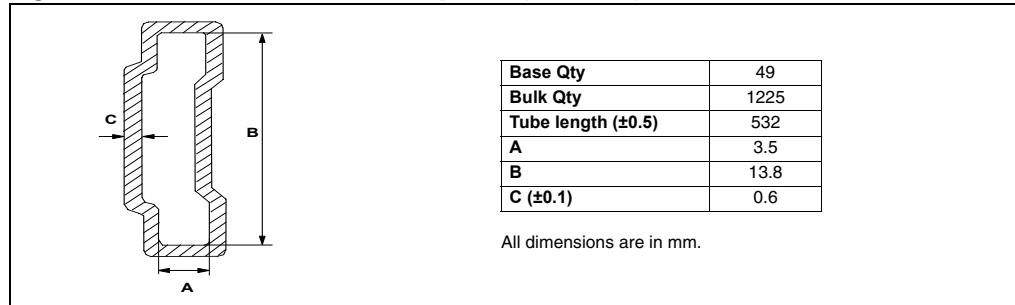 C
B
A
Base Qty 49
Bulk Qty 1225
Tube length (±0.5) 532
A 3.5
B 13.8
C (±0.1) 0.6
All dimensions are in mm.